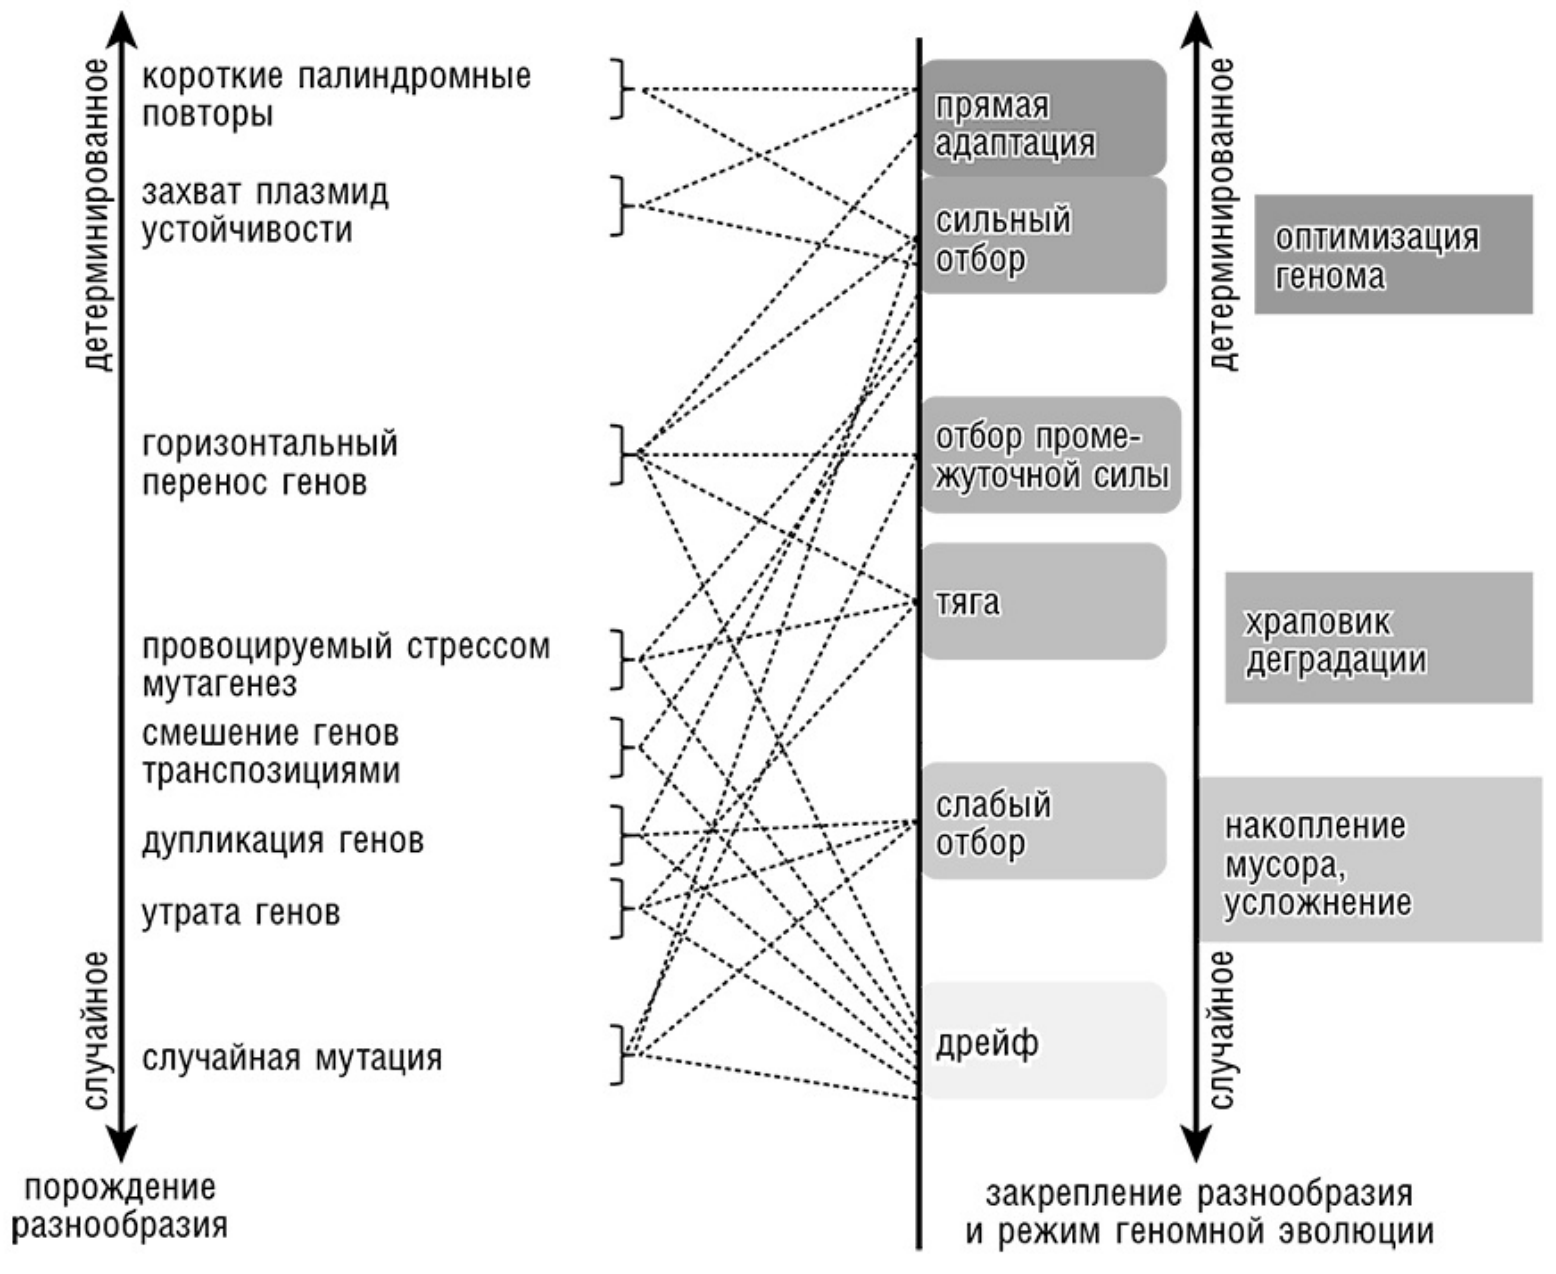 детерминированное
случайное
порождение
разнообразия
короткие палиндромные
повторы
захват плазмид
устойчивости
горизонтальный
перенос генов
провоцируемый стрессом
мутагенез
смешение генов
транспозициями
дупликация генов
утрата генов
случайная мутация
прямая
адаптация
сильный
отбор
отбор проме-
жуточной силы
тяга
слабый
отбор
дрейф
детерминированное
случайное
оптимизация
генома
храповик
деградации
накопление
мусора,
усложнение
закрепление разнообразия
и режим геномной эволюции